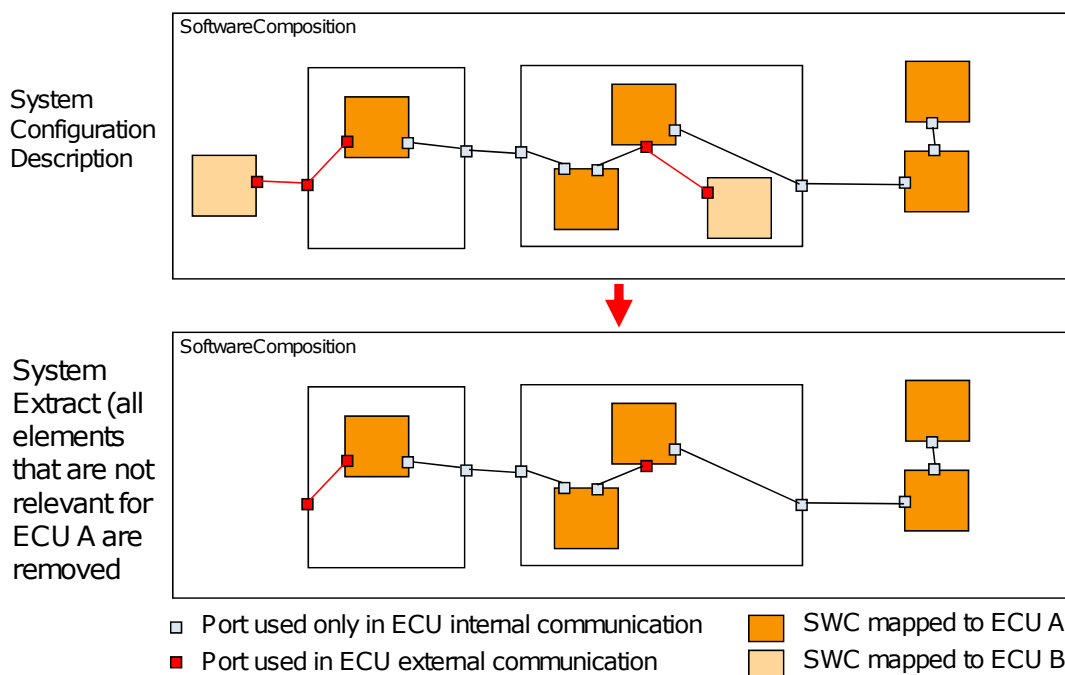 SoftwareComposition
System
Configuration
Description
SoftwareComposition
System
Extract (all
elements
that are not
relevant for
ECU A are
removed
Port used only in ECU internal communication
SWC mapped to ECU A
Port used in ECU external communication
SWC mapped to ECU B